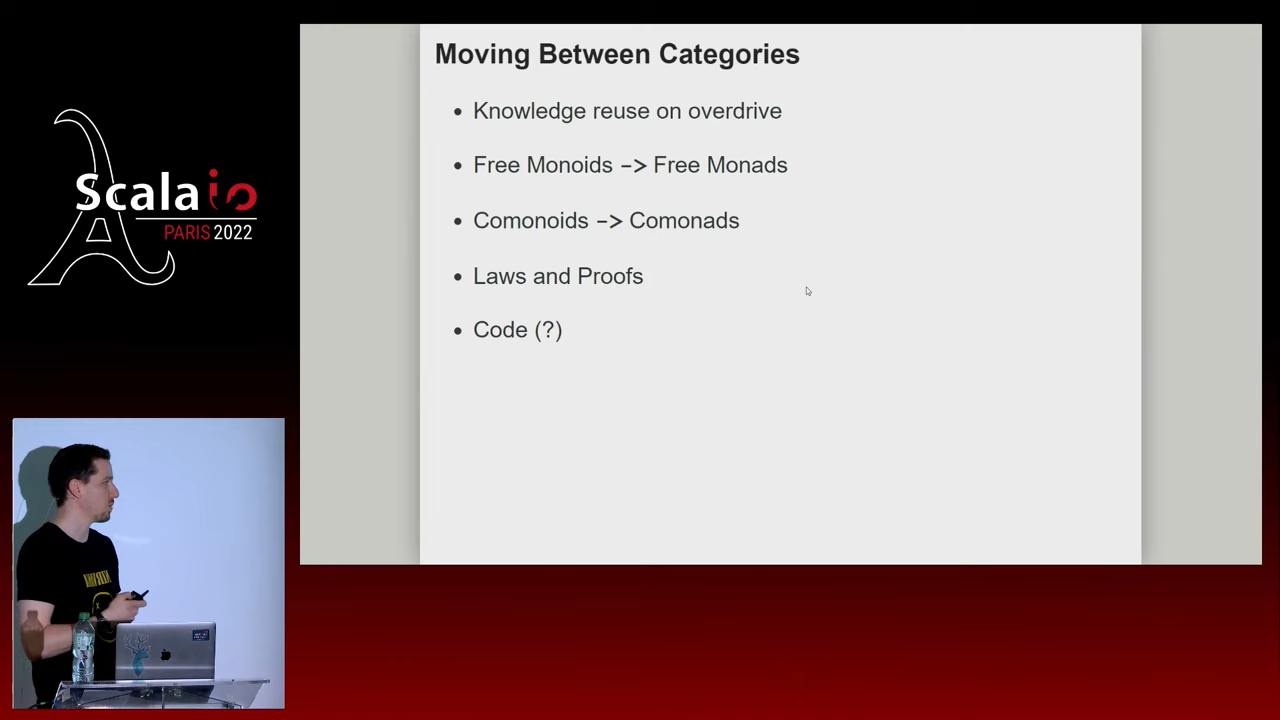 Moving Between Categories
• Knowledge reuse on overdrive
• Free Monoids –> Free Monads
• Comonoids –> Comonads
• Laws and Proofs
• Code (?)
Scala io
PARIS 2022